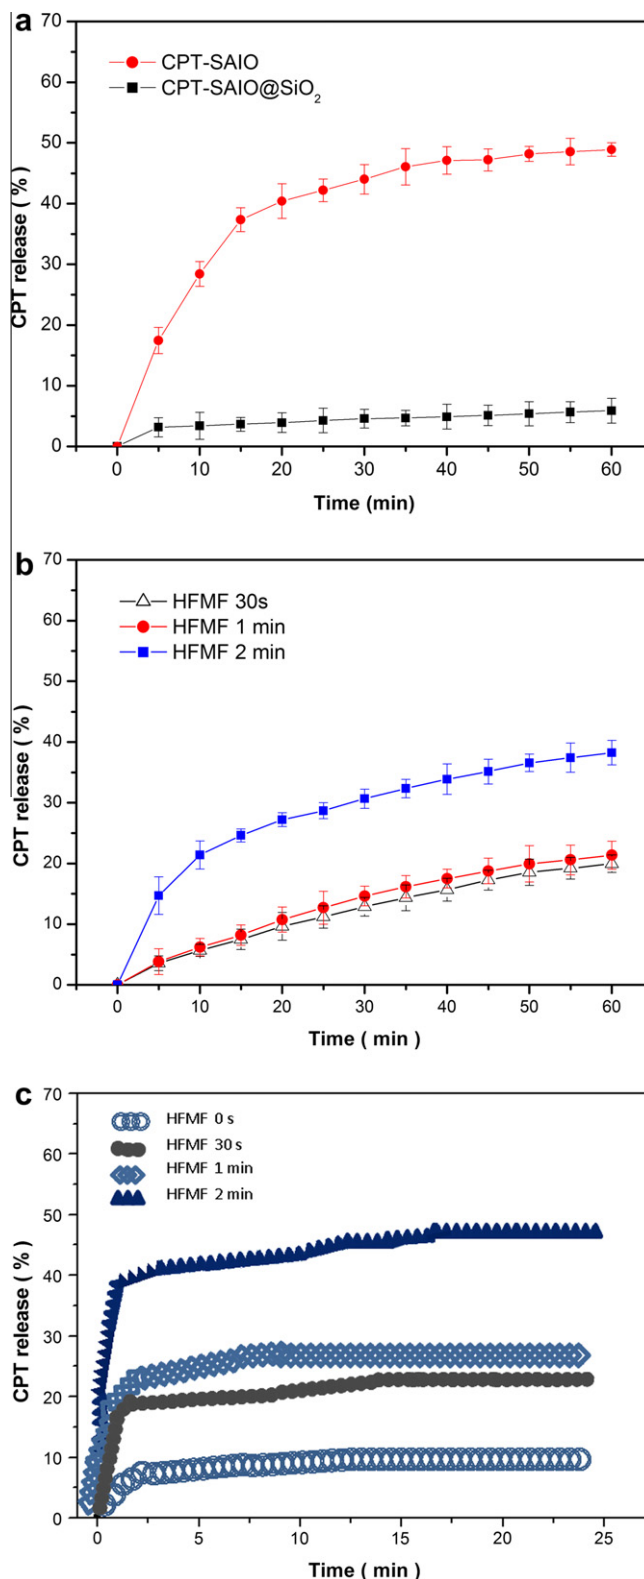 a
70
60
50
40
30
20
10
0
CPT release ( % )
CPT-SAIO
CPT-SAIO@SiO₂
0 10 20 30 40 50 60
Time (min)
b
70
60
50
40
30
20
10
0
CPT release ( % )
HFMF 30s
HFMF 1 min
HFMF 2 min
0 10 20 30 40 50 60
Time ( min )
c
70
60
50
40
30
20
10
0
CPT release ( % )
HFMF 0 s
HFMF 30 s
HFMF 1 min
HFMF 2 min
0 5 10 15 20 25
Time ( min )